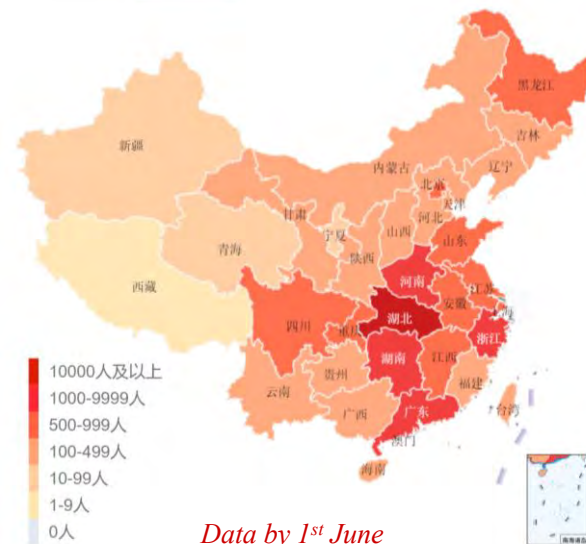 黑龙江
吉林
新疆
辽宁
内蒙古
北京
天津
甘肃
河北
宁夏
山西
山东
青海
陕西
河南
西藏
江苏
安徽
上海
湖北
四川
重庆
浙江
湖南
江西
贵州
福建
云南
台湾
广西
广东
澳门
海南
10000人及以上
1000-9999人
500-999人
100-499人
10-99人
1-9人
0人
Data by 1st June